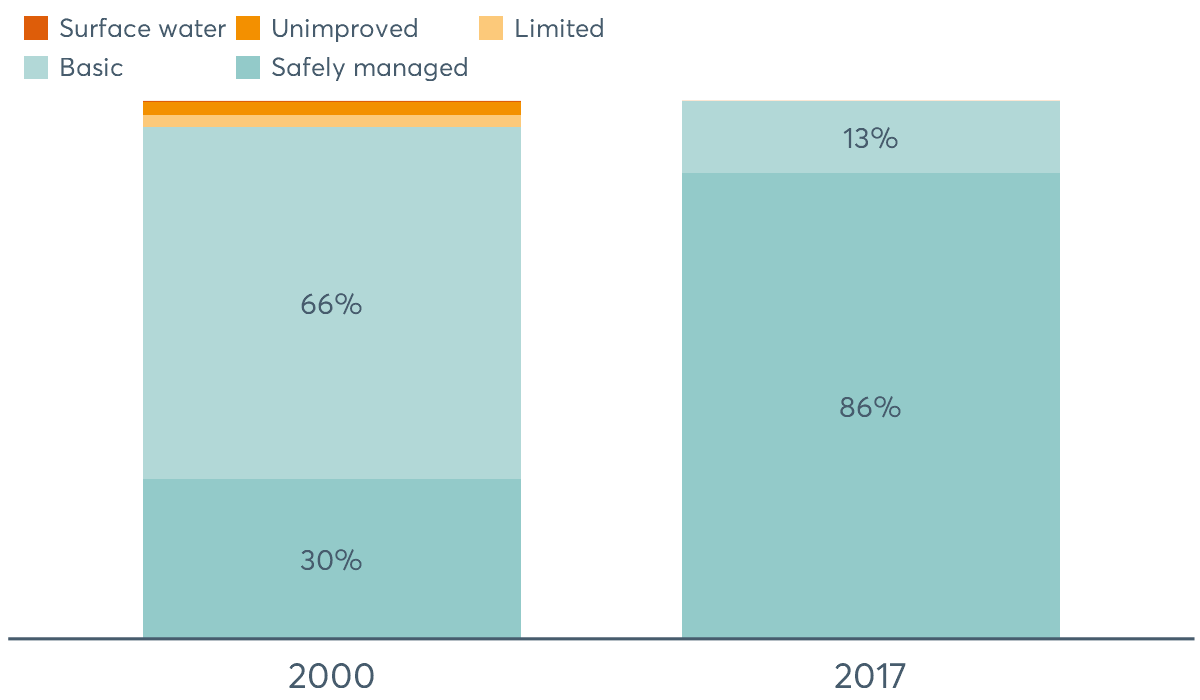 Surface water Unimproved Limited
Basic Safely managed
13%
66%
86%
30%
2000 2017